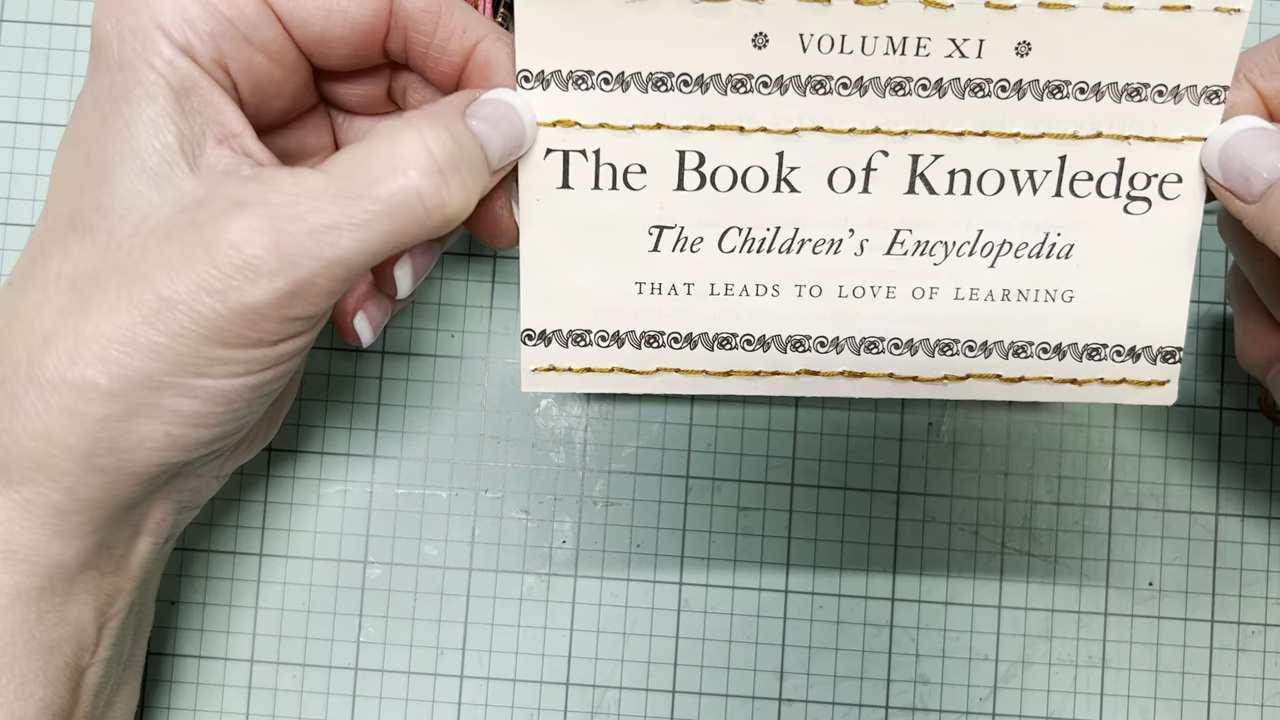 VOLUME XI
The Book of Knowledge
The Children's Encyclopedia
THAT LEADS TO LOVE OF LEARNING